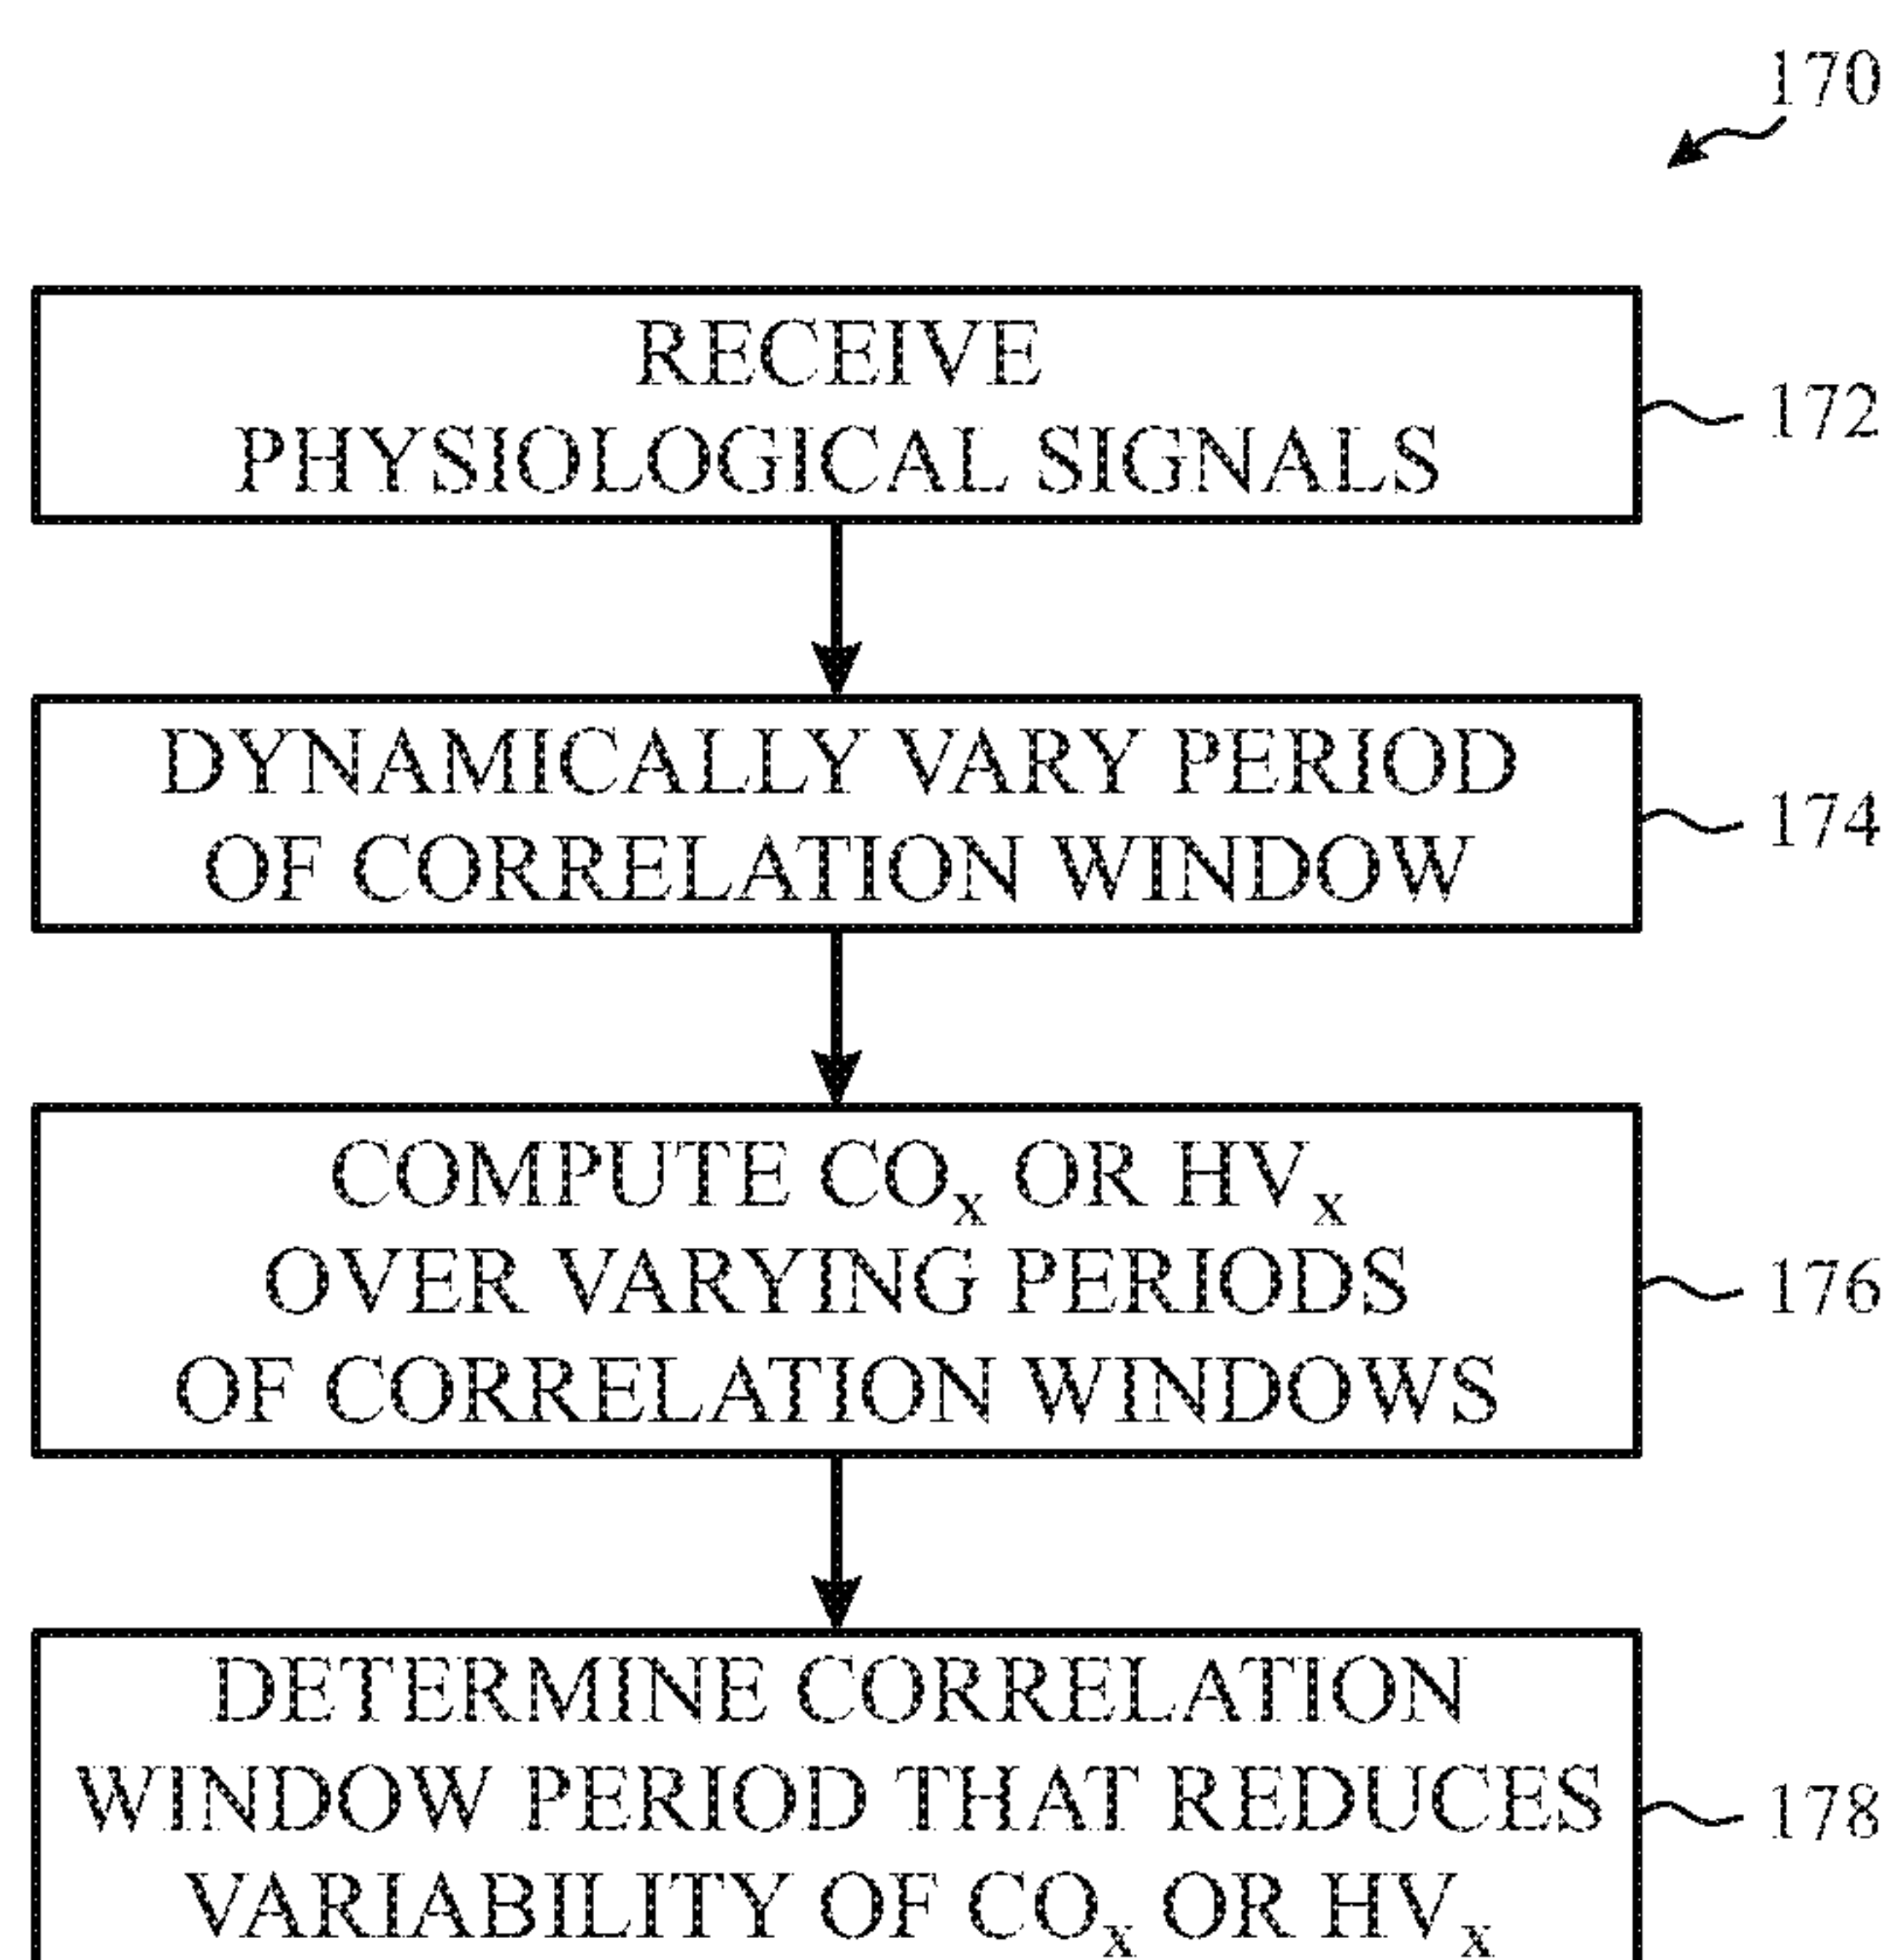 170
RECEIVE
PHYSIOLOGICAL SIGNALS
172
DYNAMICALLY VARY PERIOD
OF CORRELATION WINDOW
174
COMPUTE COₓ OR HVₓ
OVER VARYING PERIODS
OF CORRELATION WINDOWS
176
DETERMINE CORRELATION
WINDOW PERIOD THAT REDUCES
VARIABILITY OF COₓ OR HVₓ
178